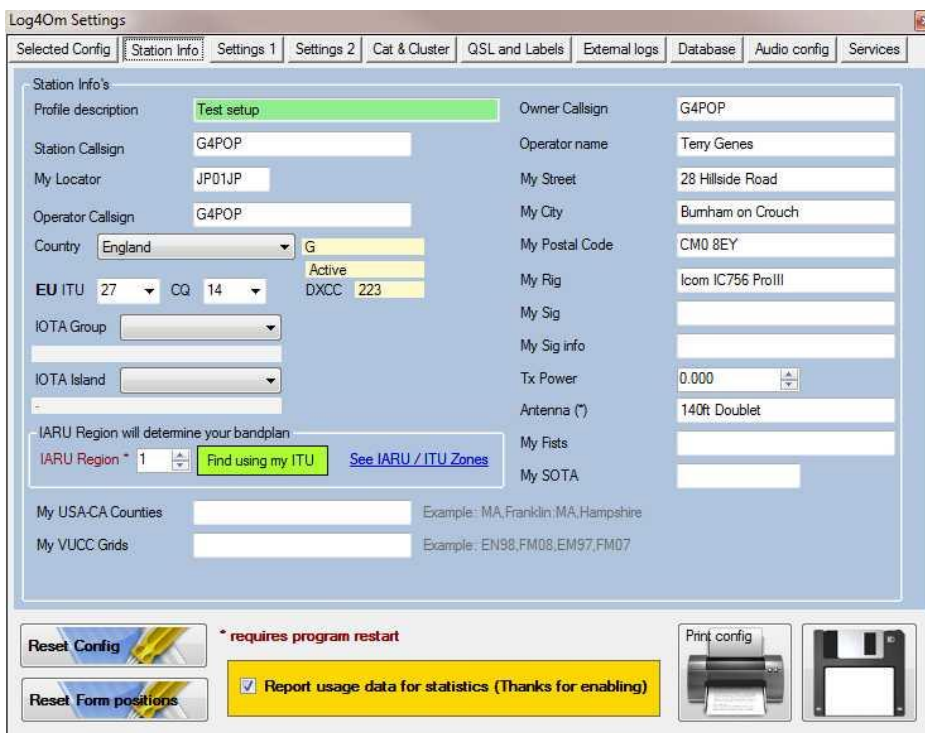 Log4Om Settings
Selected Config Station Info Settings 1 Settings 2 Cat & Cluster QSL and Labels External logs Database Audio config Services
Station Info's
Profile description Test setup
Station Callsign G4POP
My Locator JP01JP
Operator Callsign G4POP
Country England G
Active
EU ITU 27 CQ 14 DXCC 223
IOTA Group
IOTA Island
-
IARU Region will determine your bandplan
IARU Region * 1 Find using my ITU See IARU / ITU Zones
Owner Callsign G4POP
Operator name Terry Genes
My Street 28 Hillside Road
My City Burnham on Crouch
My Postal Code CM0 8EY
My Rig Icom IC756 ProIII
My Sig
My Sig info
Tx Power 0.000
Antenna (*) 140ft Doublet
My Fists
My SOTA
My USA-CA Counties Example: MA,Franklin:MA,Hampshire
My VUCC Grids Example: EN98,FM08,EM97,FM07
Reset Config
Reset Form positions
* requires program restart
Report usage data for statistics (Thanks for enabling)
Print config